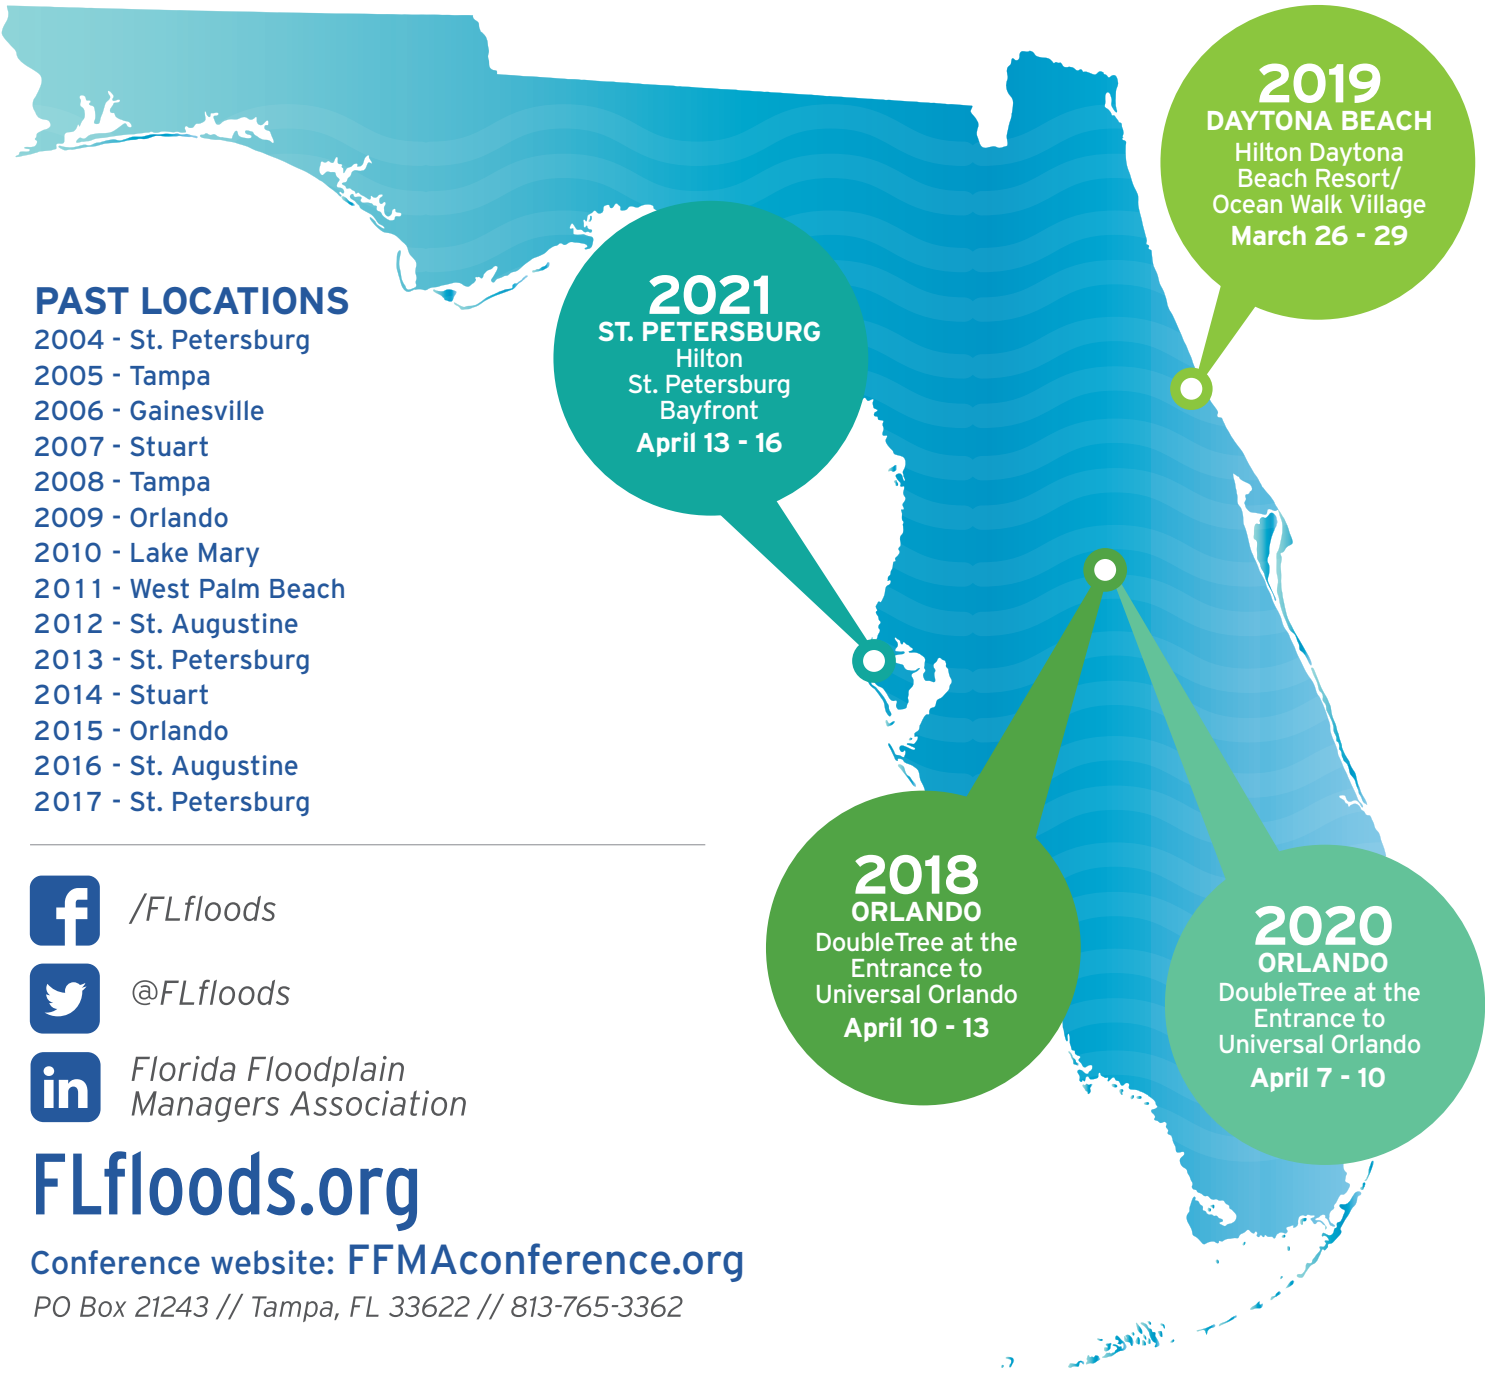 2019
DAYTONA BEACH
Hilton Daytona
Beach Resort/
Ocean Walk Village
March 26 - 29
2021
ST. PETERSBURG
Hilton
St. Petersburg
Bayfront
April 13 - 16
PAST LOCATIONS
2004 - St. Petersburg
2005 - Tampa
2006 - Gainesville
2007 - Stuart
2008 - Tampa
2009 - Orlando
2010 - Lake Mary
2011 - West Palm Beach
2012 - St. Augustine
2013 - St. Petersburg
2014 - Stuart
2015 - Orlando
2016 - St. Augustine
2017 - St. Petersburg
2018
ORLANDO
DoubleTree at the
Entrance to
Universal Orlando
April 10 - 13
2020
ORLANDO
DoubleTree at the
Entrance to
Universal Orlando
April 7 - 10
f
/FLfloods
@FLfloods
in
Florida Floodplain
Managers Association
FLfloods.org
Conference website: FFMAconference.org
PO Box 21243 // Tampa, FL 33622 // 813-765-3362